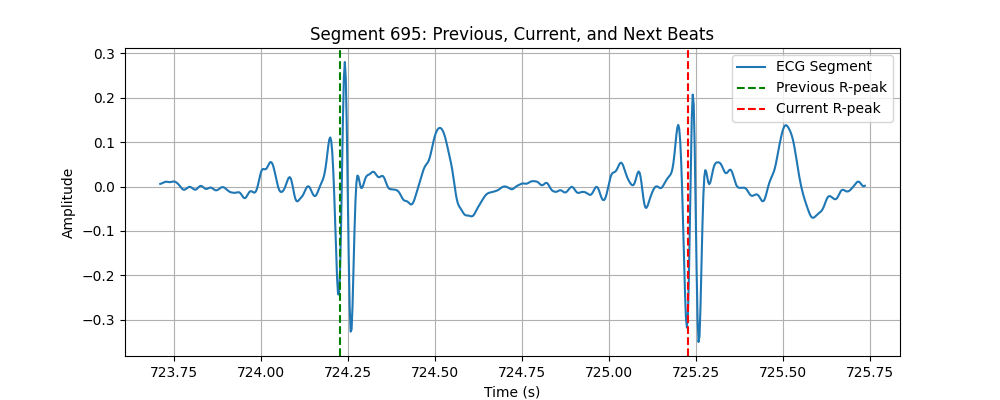 Segment 695: Previous, Current, and Next Beats
ECG Segment
Previous R-peak
Current R-peak
Amplitude
0.3
0.2
0.1
0.0
−0.1
−0.2
−0.3
723.75 724.00 724.25 724.50 724.75 725.00 725.25 725.50 725.75
Time (s)